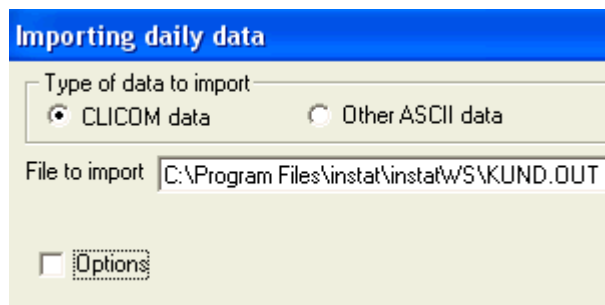 Importing daily data
Type of data to import
CLICOM data Other ASCII data
File to import C:\Program Files\instat\instatWS\KUND.OUT
Options